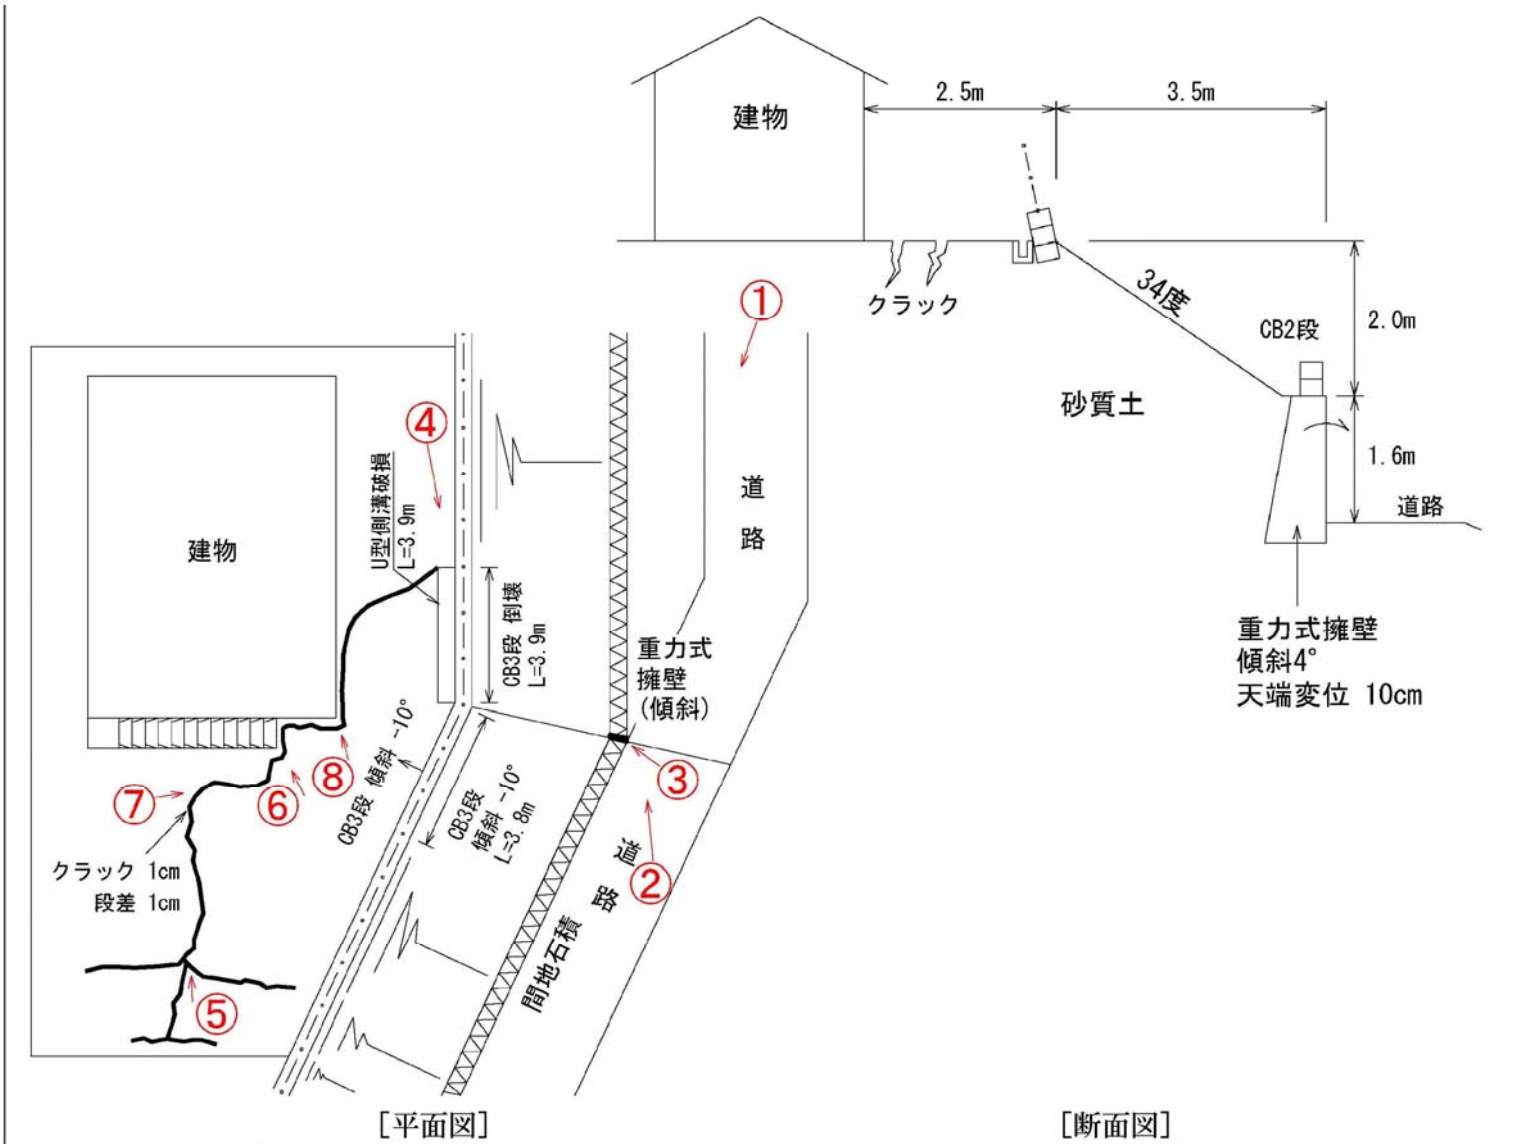 建物
2.5m
3.5m
クラック
34度
CB2段
2.0m
砂質土
1.6m
道路
重力式擁壁
傾斜4°
天端変位 10cm
[断面図]
①
④
U型側溝破損
L=3.9m
建物
CB3段 倒壊
L=3.9m
道
路
重力式
擁壁
(傾斜)
CB3段 傾斜 -10°
CB3段
傾斜 -10°
L=3.8m
③
⑧
⑥
⑦
クラック 1cm
段差 1cm
②
道
路
間地石積
⑤
[平面図]